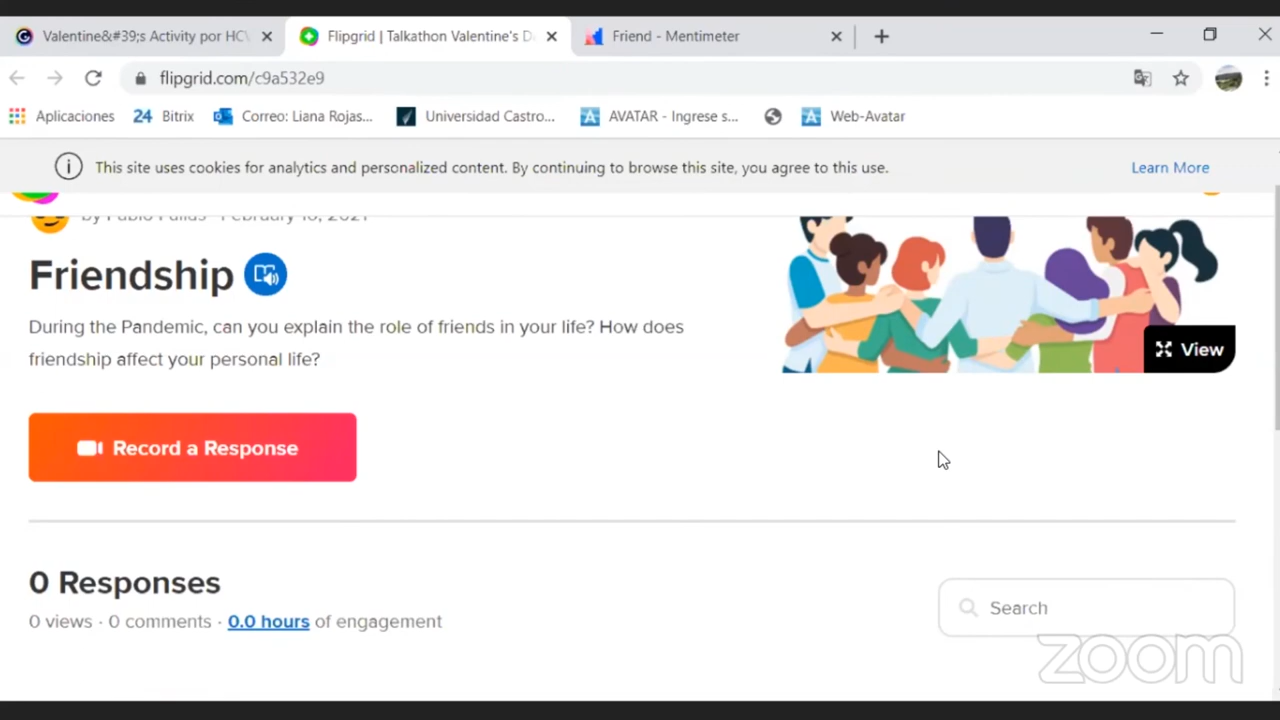 Valentine&#39;s Activity por HCV
Flipgrid | Talkathon Valentine's Da
Friend - Mentimeter
flipgrid.com/c9a532e9
Aplicaciones
24 Bitrix
Correo: Liana Rojas...
Universidad Castro...
AVATAR - Ingrese s...
Web-Avatar
This site uses cookies for analytics and personalized content. By continuing to browse this site, you agree to this use.
Learn More
Friendship
During the Pandemic, can you explain the role of friends in your life? How does
friendship affect your personal life?
View
Record a Response
0 Responses
0 views · 0 comments · 0.0 hours of engagement
Search
zoom